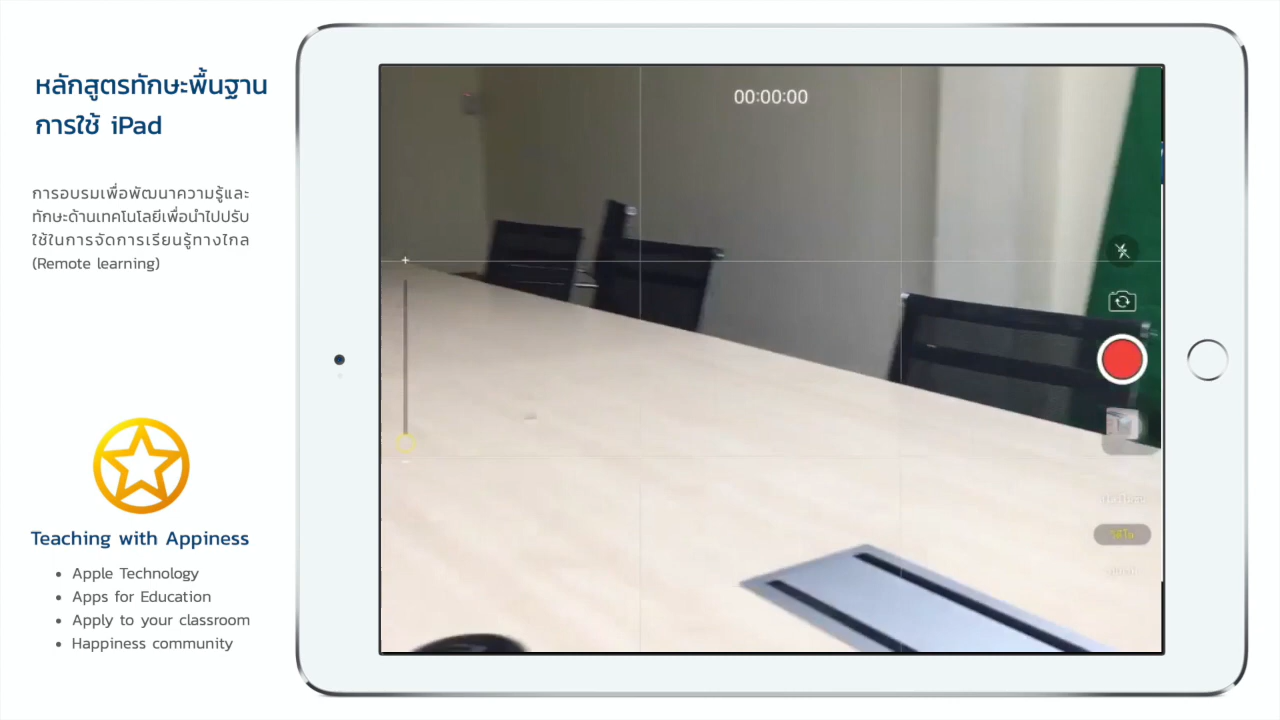 หลักสูตรทักษะพื้นฐาน
การใช้ iPad
การอบรมเพื่อพัฒนาความรู้และ
ทักษะด้านเทคโนโลยีเพื่อนำไปปรับ
ใช้ในการจัดการเรียนรู้ทางไกล
(Remote learning)
Teaching with Appiness
• Apple Technology
• Apps for Education
• Apply to your classroom
• Happiness community
00:00:00
วิดีโอ